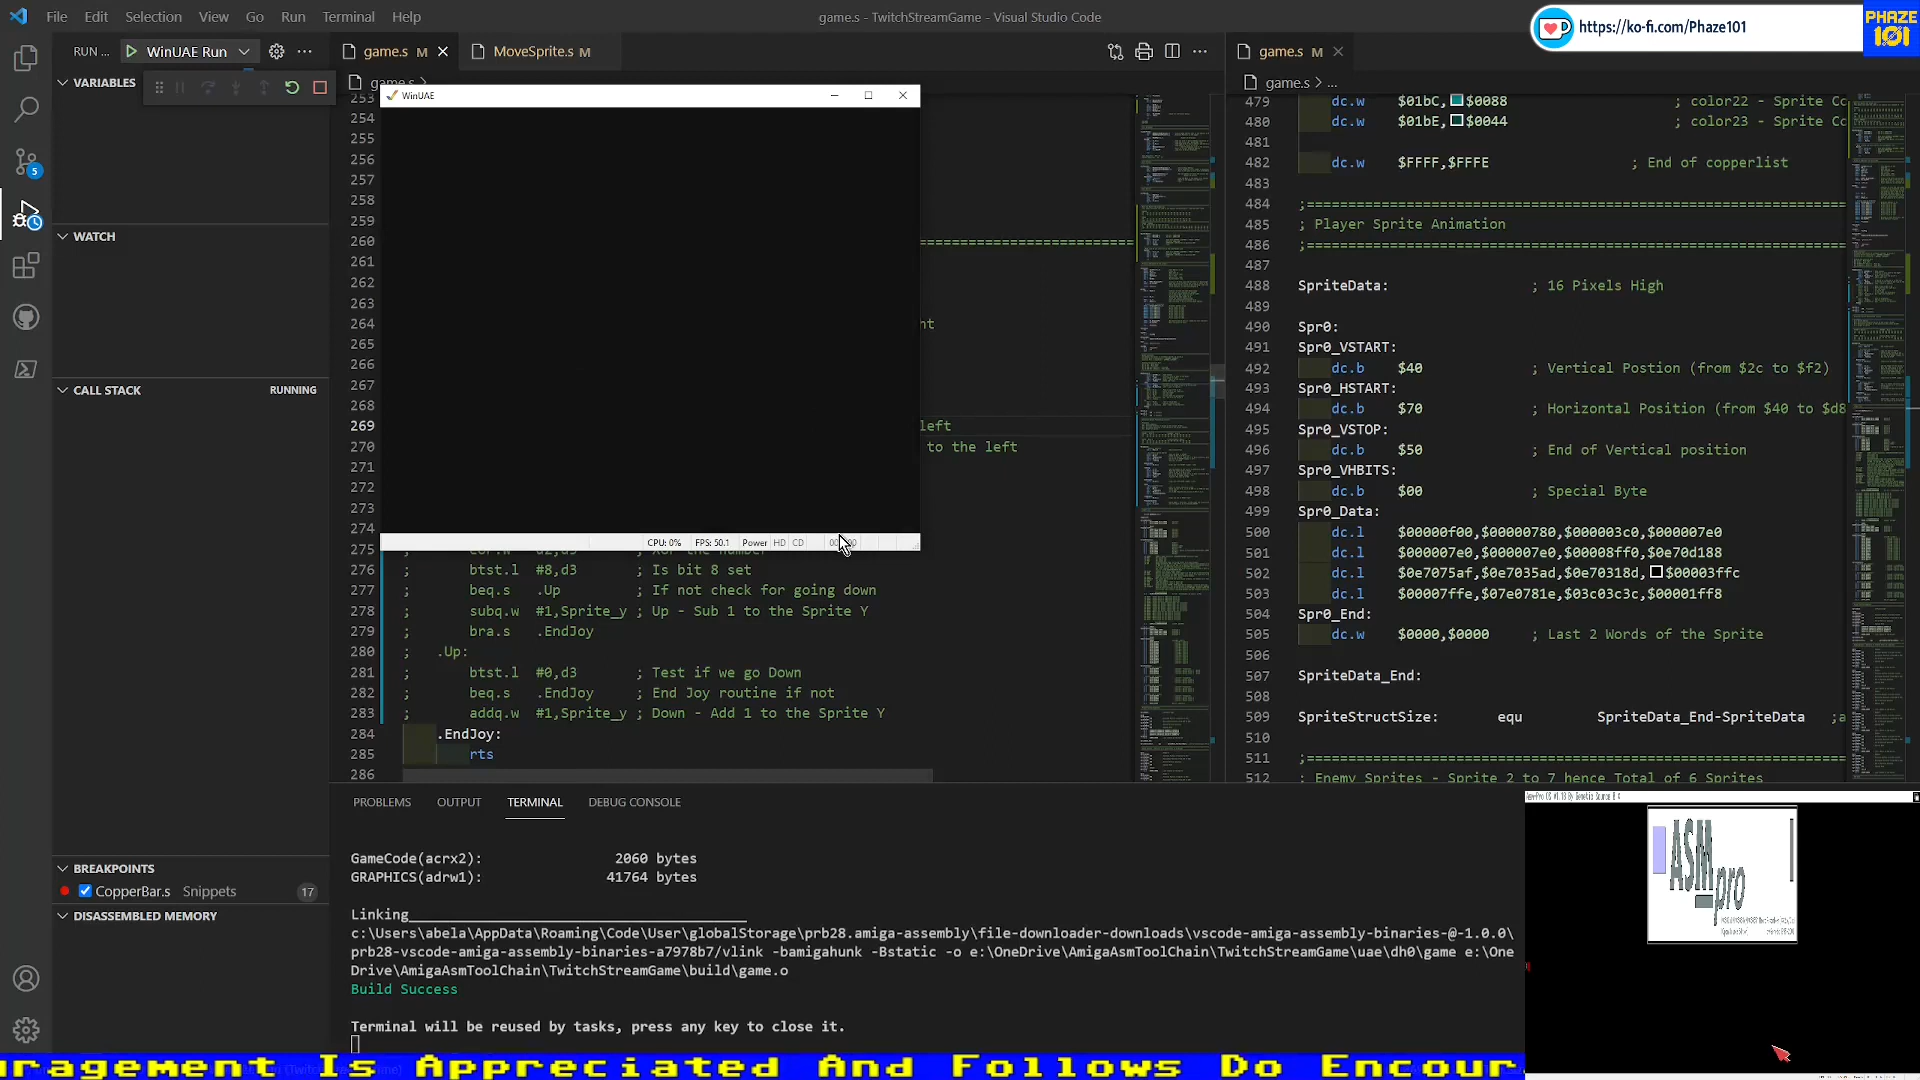 File Edit Selection View Go Run Terminal Help
game.s - TwitchStreamGame - Visual Studio Code
https://ko-fi.com/Phaze101
PHAZE
101
RUN ... WinUAE Run
game.s M
MoveSprite.s M
game.s M
VARIABLES
game.s >
game.s > ...
WinUAE
WATCH
CALL STACK RUNNING
BREAKPOINTS
CopperBar.s Snippets 17
DISASSEMBLED MEMORY
5
253
254
255
256
257
258
259
260 ==========================
261
262
263
264 nt
265
266
267
268
269 left
270 to the left
271
272
273
274
CPU: 0% FPS: 50.1 Power HD CD
275
276 ; btst.l #8,d3 ; Is bit 8 set
277 ; beq.s .Up ; If not check for going down
278 ; subq.w #1,Sprite_y ; Up - Sub 1 to the Sprite Y
279 ; bra.s .EndJoy
280 ; .Up:
281 ; btst.l #0,d3 ; Test if we go Down
282 ; beq.s .EndJoy ; End Joy routine if not
283 ; addq.w #1,Sprite_y ; Down - Add 1 to the Sprite Y
284 .EndJoy:
285 rts
286
479 dc.w $01bC,$0088 ; color22 - Sprite Co
480 dc.w $01bE,$0044 ; color23 - Sprite Co
481
482 dc.w $FFFF,$FFFE ; End of copperlist
483
484 ;==================================================================
485 ; Player Sprite Animation
486 ;==================================================================
487
488 SpriteData: ; 16 Pixels High
489
490 Spr0:
491 Spr0_VSTART:
492 dc.b $40 ; Vertical Postion (from $2c to $f2)
493 Spr0_HSTART:
494 dc.b $70 ; Horizontal Position (from $40 to $d8
495 Spr0_VSTOP:
496 dc.b $50 ; End of Vertical position
497 Spr0_VHBITS:
498 dc.b $00 ; Special Byte
499 Spr0_Data:
500 dc.l $00000f00,$00000780,$000003c0,$000007e0
501 dc.l $000007e0,$000007e0,$00008ff0,$0e70d188
502 dc.l $0e7075af,$0e7035ad,$0e70318d,$00003ffc
503 dc.l $00007ffe,$07e0781e,$03c03c3c,$00001ff8
504 Spr0_End:
505 dc.w $0000,$0000 ; Last 2 Words of the Sprite
506
507 SpriteData_End:
508
509 SpriteStructSize: equ SpriteData_End-SpriteData ;a
510
511 ;==================================================================
512 ; Enemy Sprites - Sprite 2 to 7 hence Total of 6 Sprites
PROBLEMS OUTPUT TERMINAL DEBUG CONSOLE
GameCode(acrx2): 2060 bytes
GRAPHICS(adrw1): 41764 bytes
Linking
c:\Users\abela\AppData\Roaming\Code\User\globalStorage\prb28.amiga-assembly\file-downloader-downloads\vscode-amiga-assembly-binaries-@-1.0.0\
prb28-vscode-amiga-assembly-binaries-a7978b7/vlink -bamigahunk -Bstatic -o e:\OneDrive\AmigaAsmToolChain\TwitchStreamGame\uae\dh0\game e:\One
Drive\AmigaAsmToolChain\TwitchStreamGame\build\game.o
Build Success
Terminal will be reused by tasks, press any key to close it.
ASM
pro
uragement Is Appreciated And Follows Do Encour